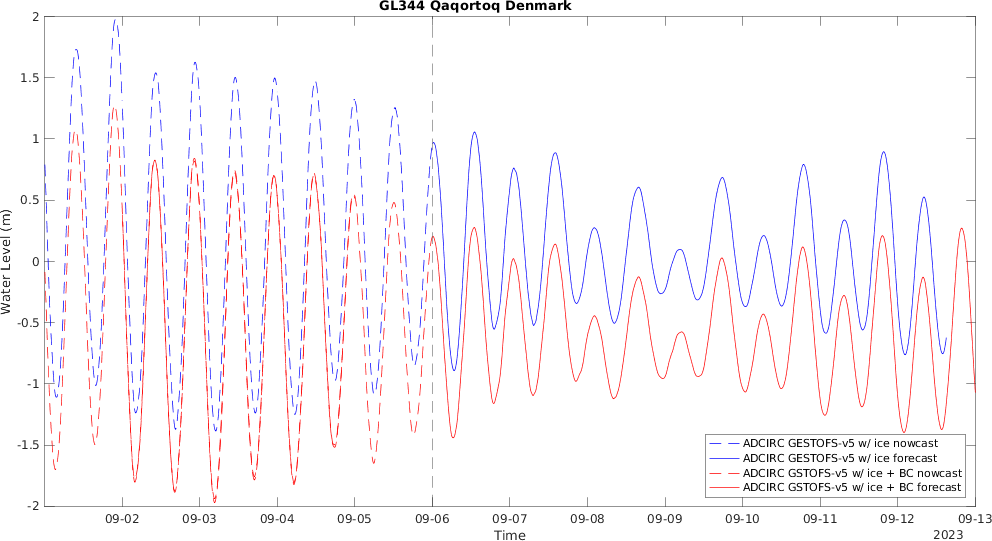 GL344 Qaqortoq Denmark
2
1.5
1
0.5
0
-0.5
-1
-1.5
-2
Water Level (m)
ADCIRC GESTOFS-v5 w/ ice nowcast
ADCIRC GESTOFS-v5 w/ ice forecast
ADCIRC GSTOFS-v5 w/ ice + BC nowcast
ADCIRC GSTOFS-v5 w/ ice + BC forecast
09-02 09-03 09-04 09-05 09-06 09-07 09-08 09-09 09-10 09-11 09-12 09-13
Time
2023